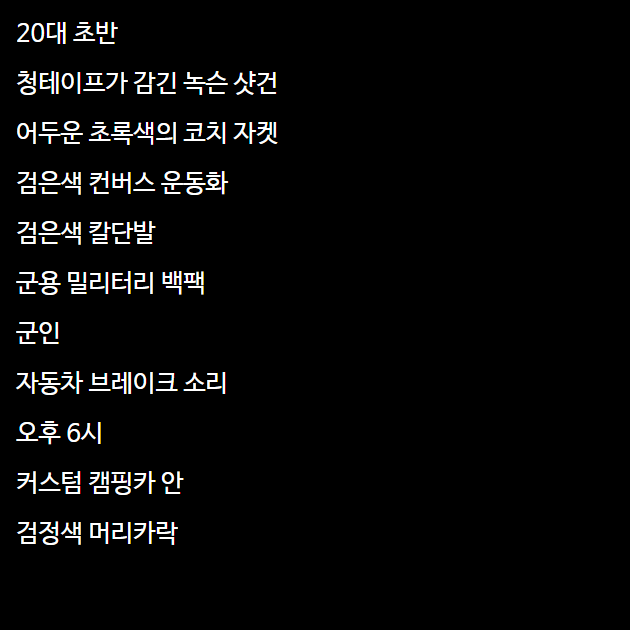 20대 초반
청테이프가 감긴 녹슨 샷건
어두운 초록색의 코치 자켓
검은색 컨버스 운동화
검은색 칼단발
군용 밀리터리 백팩
군인
자동차 브레이크 소리
오후 6시
커스텀 캠핑카 안
검정색 머리카락